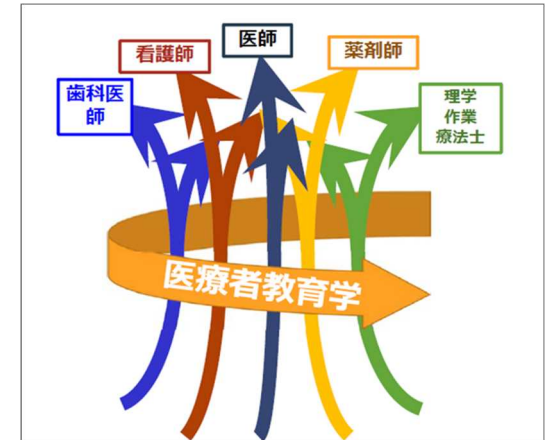 医師
看護師
薬剤師
歯科医
師
理学
作業
療法士
医療者教育学